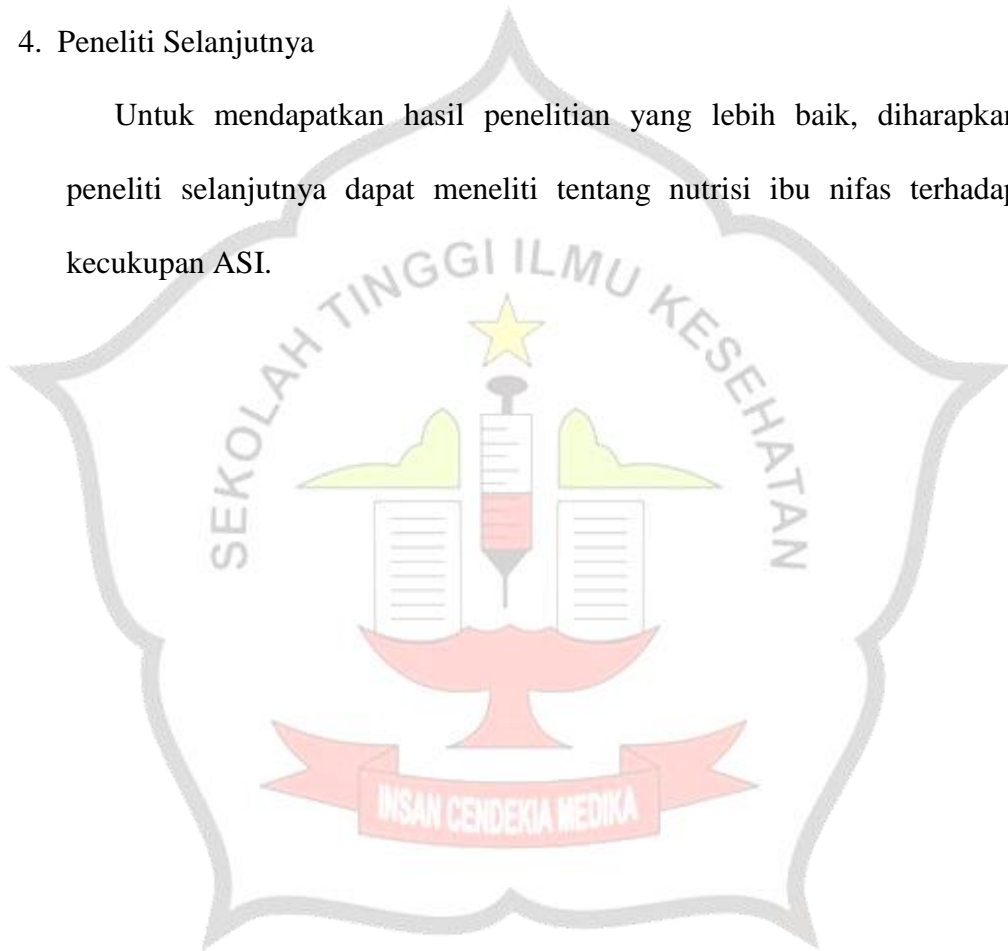 4. Peneliti Selanjutnya
Untuk mendapatkan hasil penelitian yang lebih baik, diharapkan
peneliti selanjutnya dapat meneliti tentang nutrisi ibu nifas terhadap
kecukupan ASI.
SEKOLAH TINGGI ILMU KESEHATAN
INSAN CENDEKIA MEDIKA